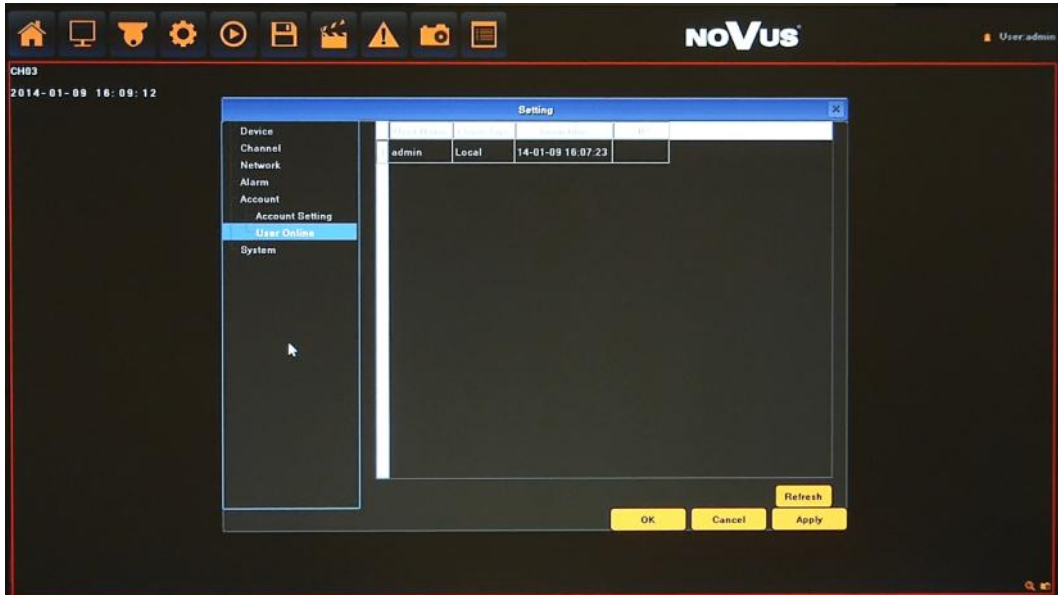 NOVUS
User:admin
CH03
2014-01-09 16:09:12
Setting
Device
Channel
Network
Alarm
Account
Account Setting
User Online
System
admin Local 14-01-09 16:07:23
Refresh
OK Cancel Apply